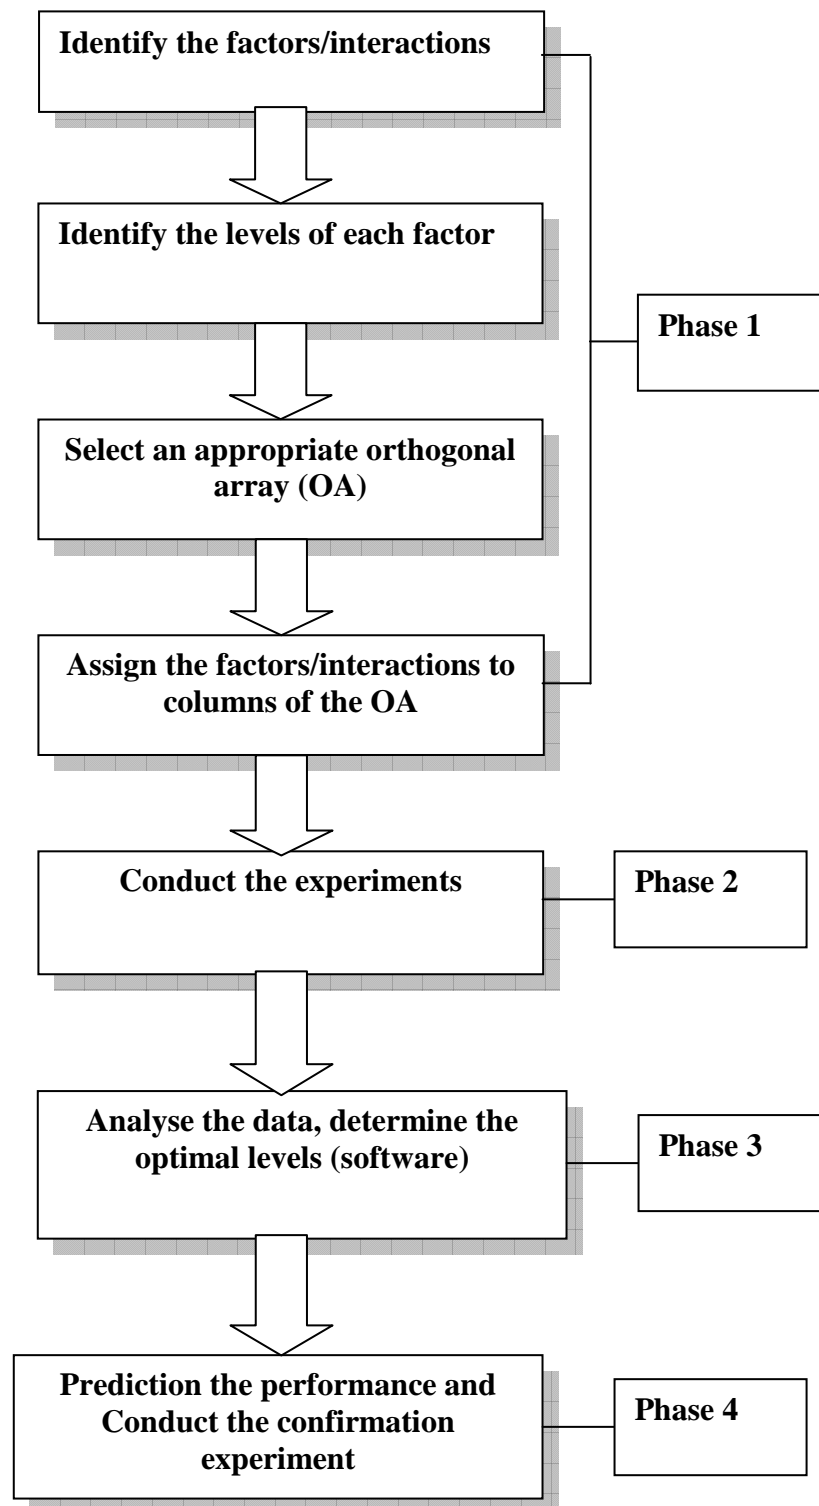 Identify the factors/interactions
Identify the levels of each factor
Phase 1
Select an appropriate orthogonal
array (OA)
Assign the factors/interactions to
columns of the OA
Conduct the experiments
Phase 2
Analyse the data, determine the
optimal levels (software)
Phase 3
Prediction the performance and
Conduct the confirmation
experiment
Phase 4